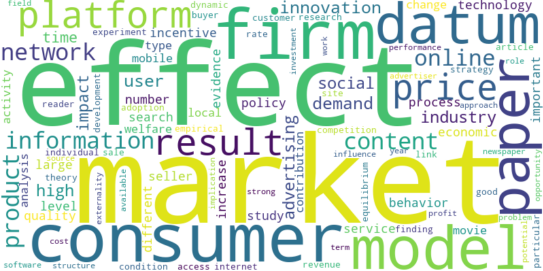 field
dynamic
buyer
customer research
innovation
change
technology
platform
firm
datum
time
experiment
incentive
rate
investment
work
performance
article
role
network
type
mobile
evidence
online
strategy
important
effect
activity
reader
adoption
development
impact
user
number
search
welfare
local
empirical
policy
social
demand
site
advertiser
price
approach
process
industry
paper
information
result
advertising
contribution
competition
content
economic
individual
sale
source
theory
influence
year
link
newspaper
opportunity
product
analysis
large
high
level
quality
externality
available
different
seller
implication
increase
strong
study
equilibrium
behavior
finding
profit
good
potential
problem
particular
market
consumer
service
movie
model
cost
term
software
structure
condition
access
internet
revenue